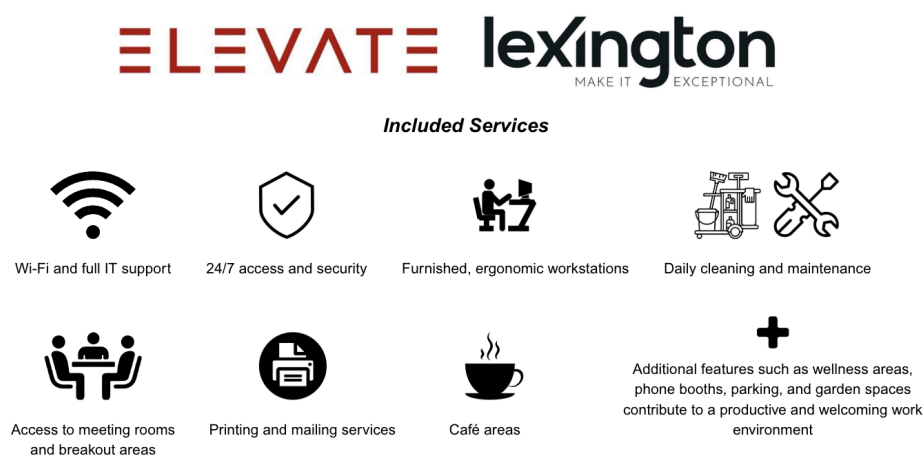 ELEVATE
lexington
MAKE IT EXCEPTIONAL
Included Services
Wi-Fi and full IT support
24/7 access and security
Furnished, ergonomic workstations
Daily cleaning and maintenance
Access to meeting rooms
and breakout areas
Printing and mailing services
Café areas
Additional features such as wellness areas,
phone booths, parking, and garden spaces
contribute to a productive and welcoming work
environment